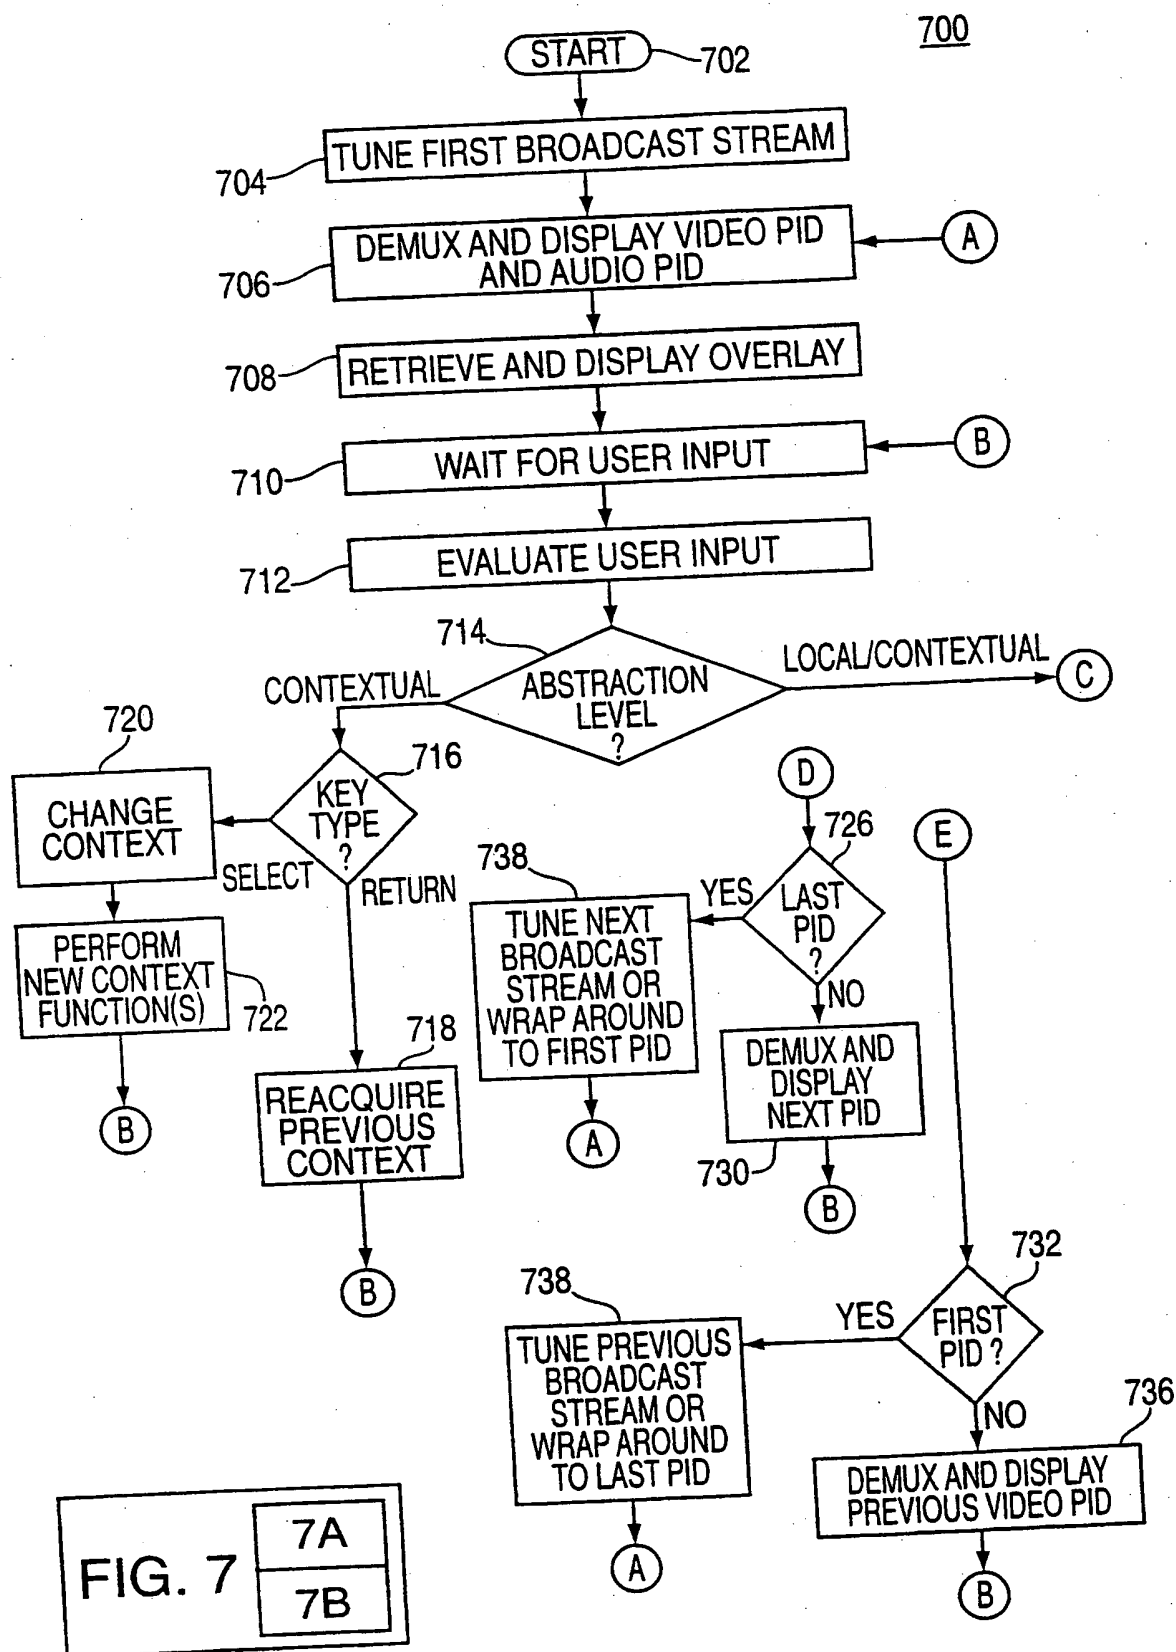 700
START
702
TUNE FIRST BROADCAST STREAM
704
DEMUX AND DISPLAY VIDEO PID
AND AUDIO PID
706
A
RETRIEVE AND DISPLAY OVERLAY
708
WAIT FOR USER INPUT
710
B
EVALUATE USER INPUT
712
714
ABSTRACTION
LEVEL
?
CONTEXTUAL
LOCAL/CONTEXTUAL
C
720
CHANGE
CONTEXT
716
KEY
TYPE
?
SELECT
RETURN
PERFORM
NEW CONTEXT
FUNCTION(S)
722
B
718
REACQUIRE
PREVIOUS
CONTEXT
B
D
726
LAST
PID
?
YES
NO
738
TUNE NEXT
BROADCAST
STREAM OR
WRAP AROUND
TO FIRST PID
A
DEMUX AND
DISPLAY
NEXT PID
730
B
E
732
FIRST
PID ?
YES
NO
738
TUNE PREVIOUS
BROADCAST
STREAM OR
WRAP AROUND
TO LAST PID
A
736
DEMUX AND DISPLAY
PREVIOUS VIDEO PID
B
FIG. 7
7A
7B